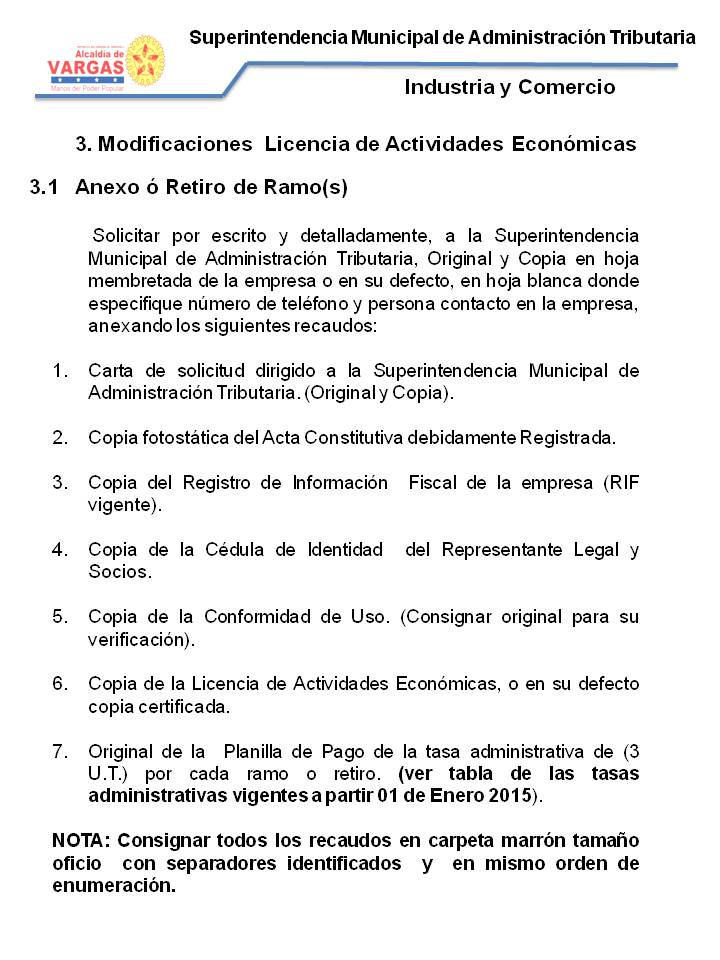 Superintendencia Municipal de Administración Tributaria
Alcaldía de
VARGAS
Manos del Poder Popular
Industria y Comercio
3. Modificaciones Licencia de Actividades Económicas
3.1 Anexo ó Retiro de Ramo(s)
Solicitar por escrito y detalladamente, a la Superintendencia
Municipal de Administración Tributaria, Original y Copia en hoja
membretada de la empresa o en su defecto, en hoja blanca donde
especifique número de teléfono y persona contacto en la empresa,
anexando los siguientes recaudos:
1. Carta de solicitud dirigido a la Superintendencia Municipal de
Administración Tributaria. (Original y Copia).
2. Copia fotostática del Acta Constitutiva debidamente Registrada.
3. Copia del Registro de Información Fiscal de la empresa (RIF
vigente).
4. Copia de la Cédula de Identidad del Representante Legal y
Socios.
5. Copia de la Conformidad de Uso. (Consignar original para su
verificación).
6. Copia de la Licencia de Actividades Económicas, o en su defecto
copia certificada.
7. Original de la Planilla de Pago de la tasa administrativa de (3
U.T.) por cada ramo o retiro. (ver tabla de las tasas
administrativas vigentes a partir 01 de Enero 2015).
NOTA: Consignar todos los recaudos en carpeta marrón tamaño
oficio con separadores identificados y en mismo orden de
enumeración.